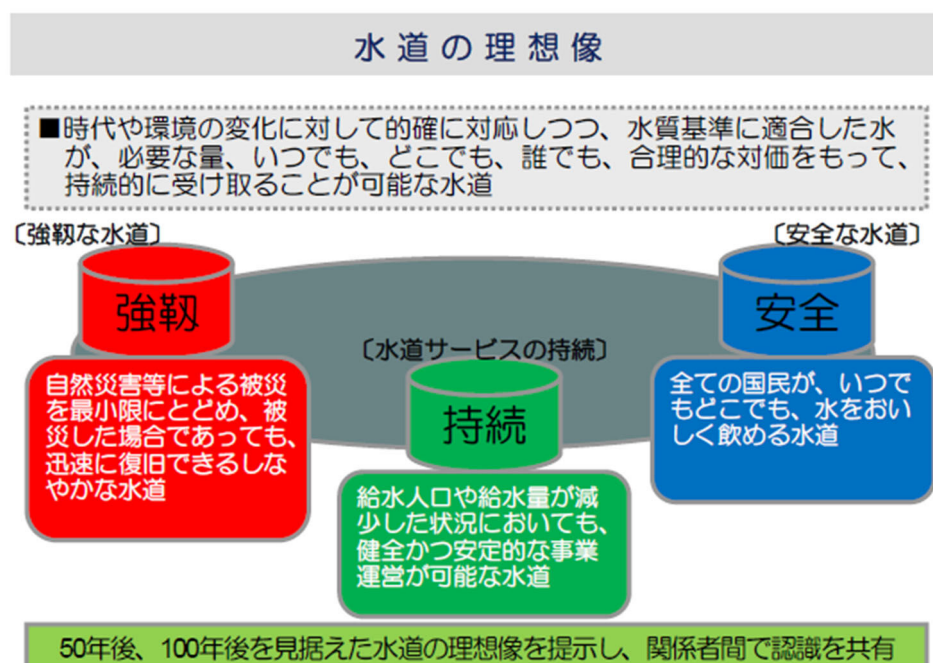 水道の理想像
■時代や環境の変化に対して的確に対応しつつ、水質基準に適合した水
が、必要な量、いつでも、どこでも、誰でも、合理的な対価をもって、
持続的に受け取ることが可能な水道
〔強靱な水道〕
〔安全な水道〕
強靱
安全
〔水道サービスの持続〕
自然災害等による被災
を最小限にとどめ、被
災した場合であっても、
迅速に復旧できるしな
やかな水道
全ての国民が、いつで
もどこでも、水をおい
しく飲める水道
持続
給水人口や給水量が減
少した状況においても、
健全かつ安定的な事業
運営が可能な水道
50年後、100年後を見据えた水道の理想像を提示し、関係者間で認識を共有